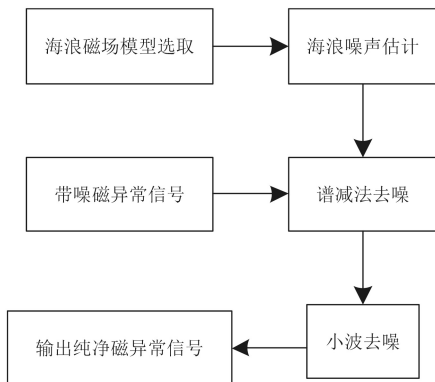 海浪磁场模型选取
海浪噪声估计
带噪磁异常信号
谱减法去噪
输出纯净磁异常信号
小波去噪